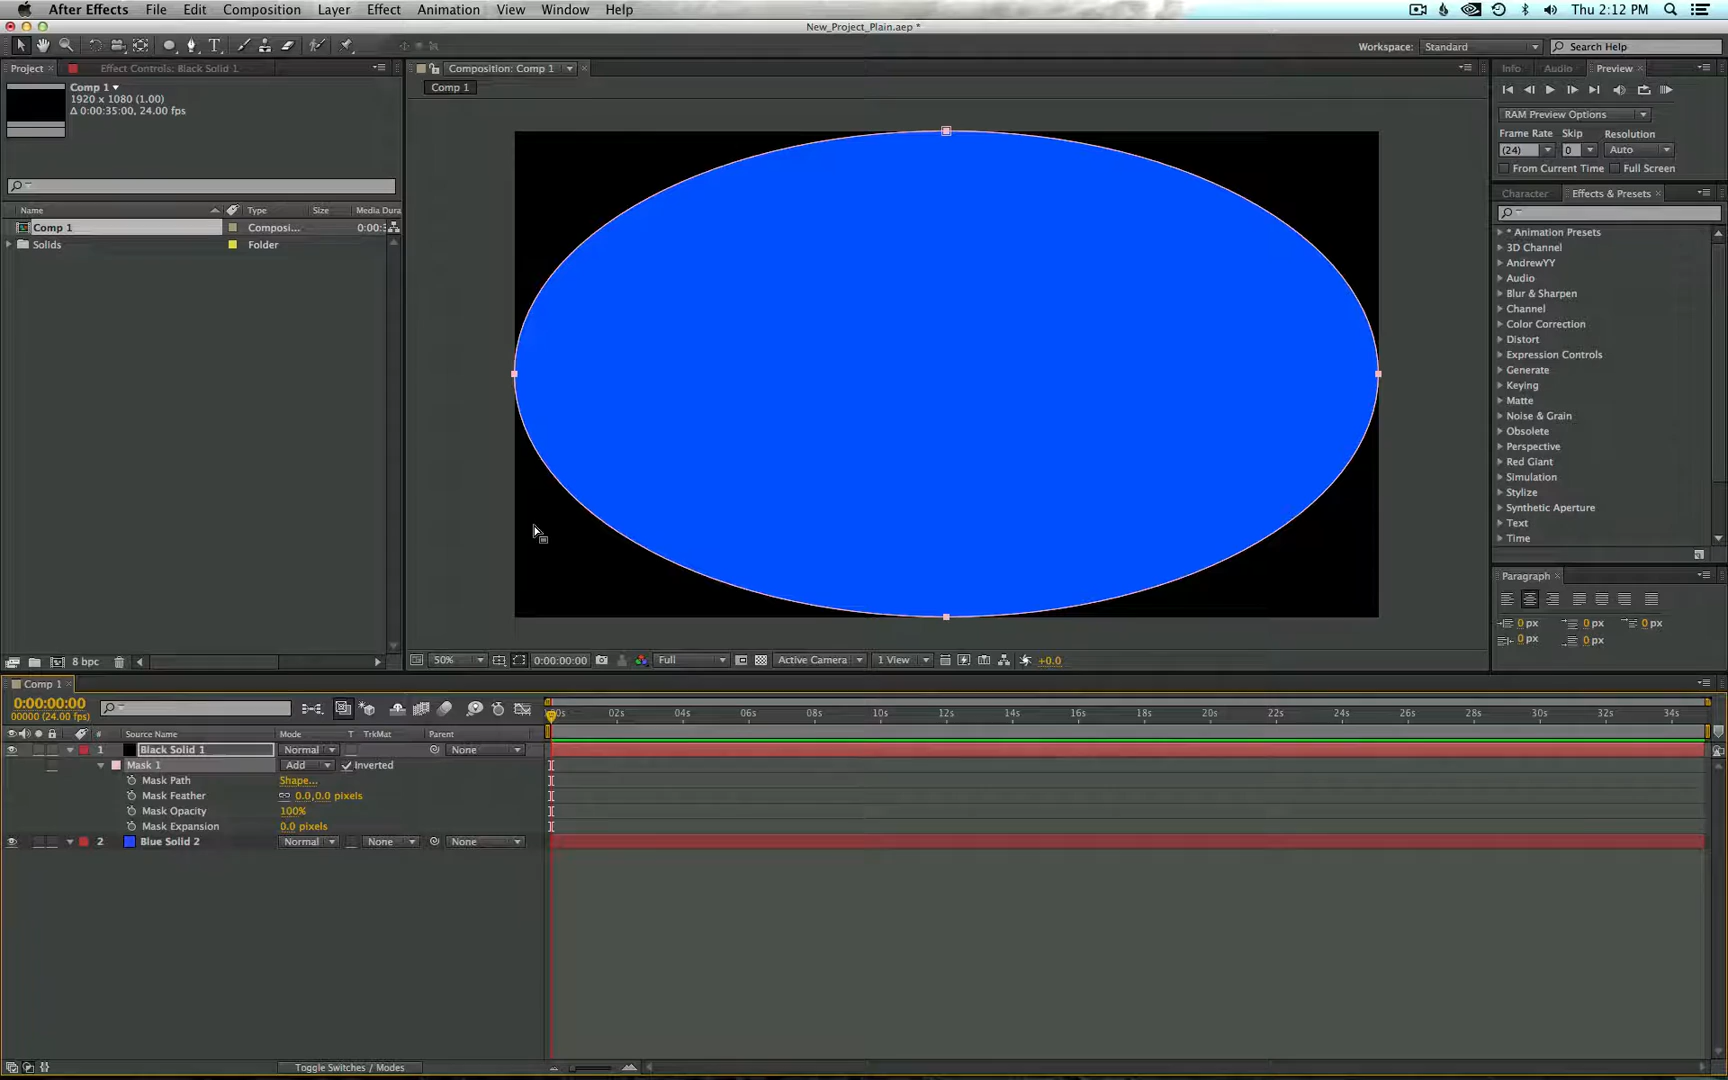 After Effects File Edit Composition Layer Effect Animation View Window Help Thu 2:12 PM
New_Project_Plain.aep *
Workspace: Standard Search Help
Project Effect Controls: Black Solid 1
Composition: Comp 1
Info Audio Preview
Comp 1
1920 x 1080 (1.00)
Δ 0:00:35:00, 24.00 fps
Comp 1
RAM Preview Options
Frame Rate Skip Resolution
(24) 0 Auto
From Current Time Full Screen
Character Effects & Presets
Name Type Size Media Dura
Comp 1 Composi... 0:00:
Solids Folder
* Animation Presets
3D Channel
AndrewYY
Audio
Blur & Sharpen
Channel
Color Correction
Distort
Expression Controls
Generate
Keying
Matte
Noise & Grain
Obsolete
Perspective
Red Giant
Simulation
Stylize
Synthetic Aperture
Text
Time
Paragraph
0 px 0 px 0 px
0 px 0 px
8 bpc
50% 0:00:00:00 Full Active Camera 1 View +0.0
Comp 1
0:00:00:00
00000 (24.00 fps)
02s 04s 06s 08s 10s 12s 14s 16s 18s 20s 22s 24s 26s 28s 30s 32s 34s
# Source Name Mode T TrkMat Parent
1 Black Solid 1 Normal None
Mask 1 Add Inverted
Mask Path Shape...
Mask Feather 0.0,0.0 pixels
Mask Opacity 100%
Mask Expansion 0.0 pixels
2 Blue Solid 2 Normal None None
Toggle Switches / Modes